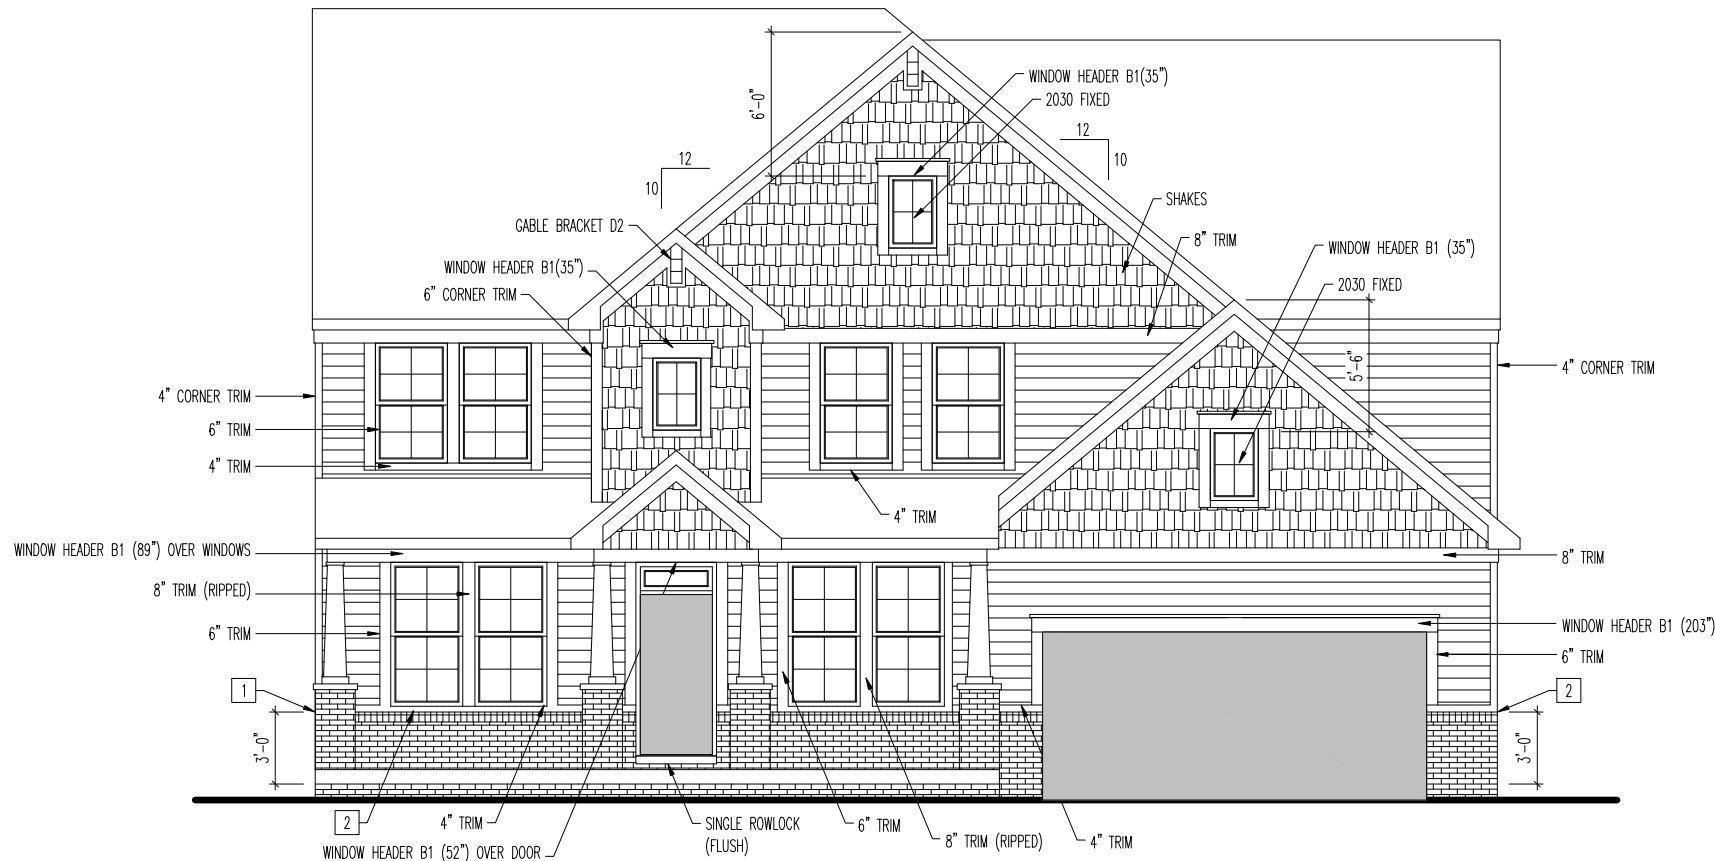 WINDOW HEADER B1(35")
2030 FIXED
6'-0"
12
10
12
10
SHAKES
GABLE BRACKET D2
8" TRIM
WINDOW HEADER B1 (35")
WINDOW HEADER B1(35")
2030 FIXED
6" CORNER TRIM
5'-6"
4" CORNER TRIM
4" CORNER TRIM
6" TRIM
4" TRIM
4" TRIM
WINDOW HEADER B1 (89") OVER WINDOWS
8" TRIM
8" TRIM (RIPPED)
6" TRIM
WINDOW HEADER B1 (203")
6" TRIM
1
2
3'-0"
3'-0"
2
4" TRIM
SINGLE ROWLOCK
(FLUSH)
6" TRIM
8" TRIM (RIPPED)
4" TRIM
WINDOW HEADER B1 (52") OVER DOOR